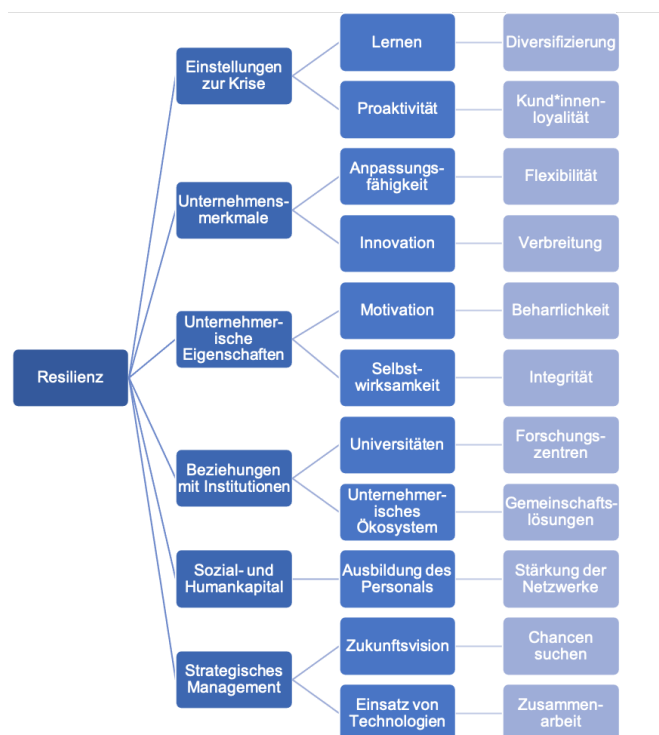 Resilienz
Einstellungen
zur Krise
Lernen
Diversifizierung
Proaktivität
Kund*innen-
loyalität
Unternehmens-
merkmale
Anpassungs-
fähigkeit
Flexibilität
Innovation
Verbreitung
Unternehmer-
ische
Eigenschaften
Motivation
Beharrlichkeit
Selbst-
wirksamkeit
Integrität
Beziehungen
mit Institutionen
Universitäten
Forschungs-
zentren
Unternehmer-
isches
Ökosystem
Gemeinschafts-
lösungen
Sozial- und
Humankapital
Ausbildung des
Personals
Stärkung der
Netzwerke
Strategisches
Management
Zukunftsvision
Chancen
suchen
Einsatz von
Technologien
Zusammen-
arbeit